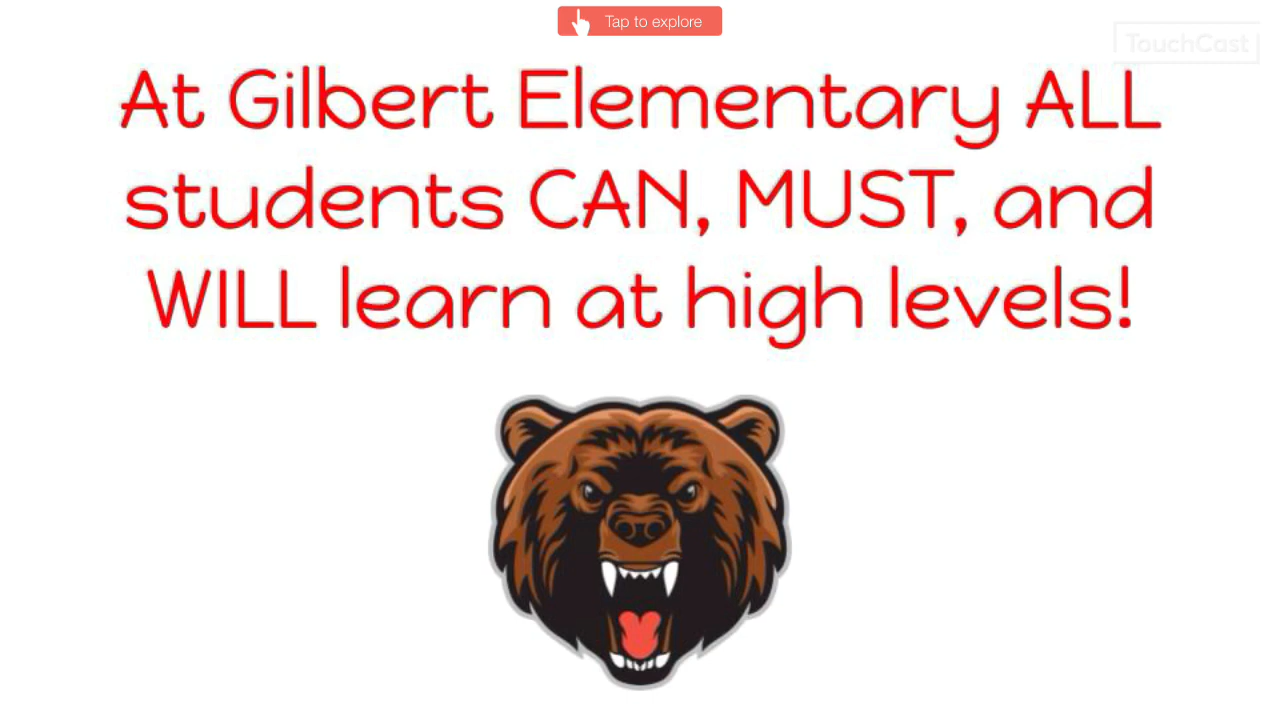 Tap to explore
TouchCast
At Gilbert Elementary ALL
students CAN, MUST, and
WILL learn at high levels!